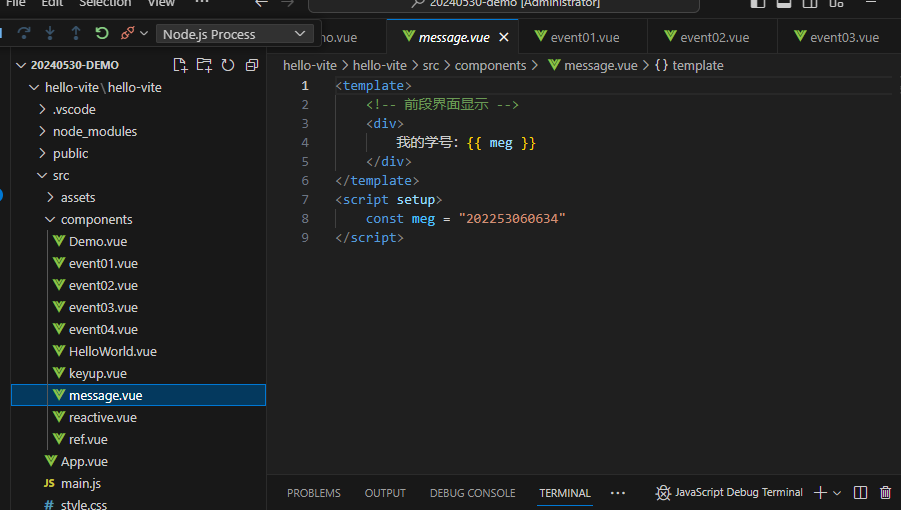 File Edit Selection View ··· 20240530-demo [Administrator]
Node.js Process mo.vue message.vue event01.vue event02.vue event03.vue
20240530-DEMO
hello-vite > hello-vite > src > components > message.vue > {} template
hello-vite \ hello-vite
.vscode
node_modules
public
src
assets
components
Demo.vue
event01.vue
event02.vue
event03.vue
event04.vue
HelloWorld.vue
keyup.vue
message.vue
reactive.vue
ref.vue
App.vue
JS main.js
# style.css
1 <template>
2 <!-- 前段界面显示 -->
3 <div>
4 我的学号：{{ meg }}
5 </div>
6 </template>
7 <script setup>
8 const meg = "202253060634"
9 </script>
PROBLEMS OUTPUT DEBUG CONSOLE TERMINAL ··· JavaScript Debug Terminal